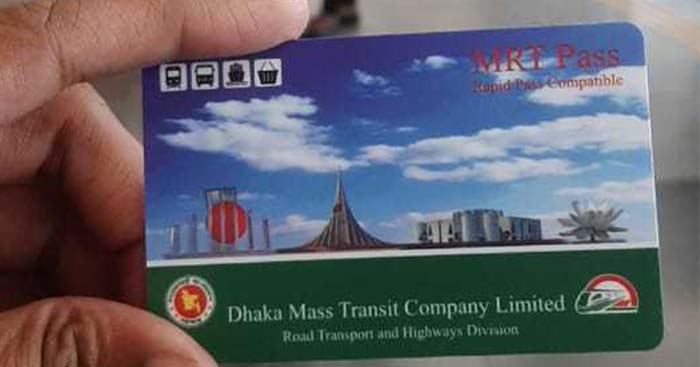 MRT Pass
Rapid Pass Compatible
Dhaka Mass Transit Company Limited
Road Transport and Highways Division